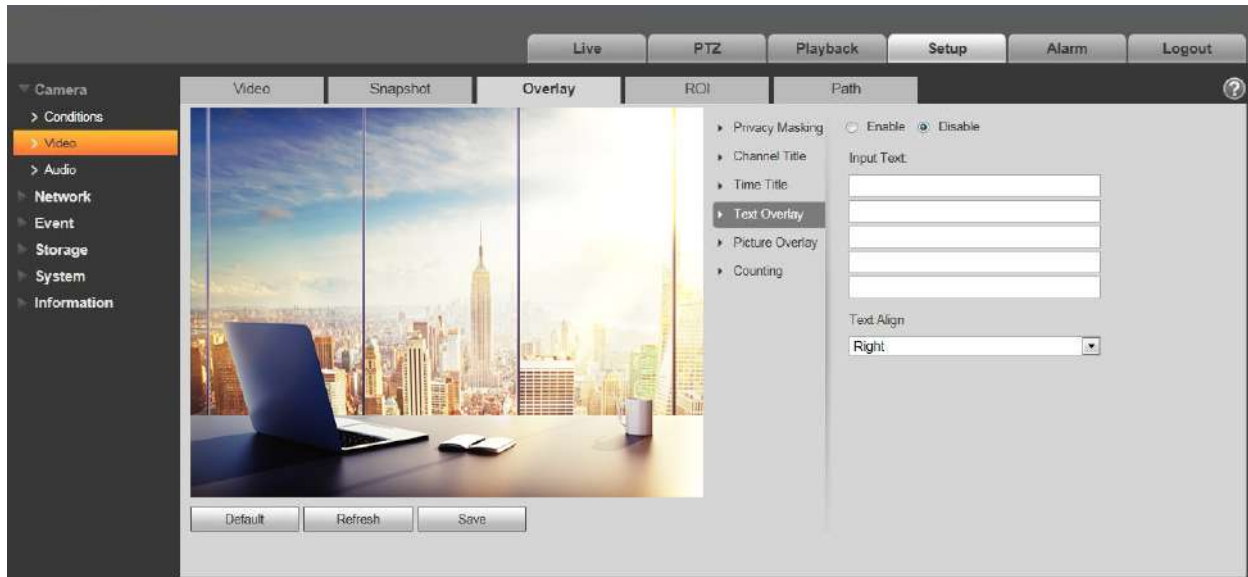 Live PTZ Playback Setup Alarm Logout
Camera
Conditions
Video
Audio
Network
Event
Storage
System
Information
Video Snapshot Overlay ROI Path
?
Privacy Masking
Channel Title
Time Title
Text Overlay
Picture Overlay
Counting
Enable Disable
Input Text:
Text Align
Right
Default Refresh Save